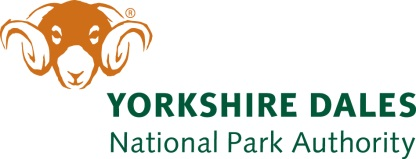 ®
YORKSHIRE DALES
National Park Authority